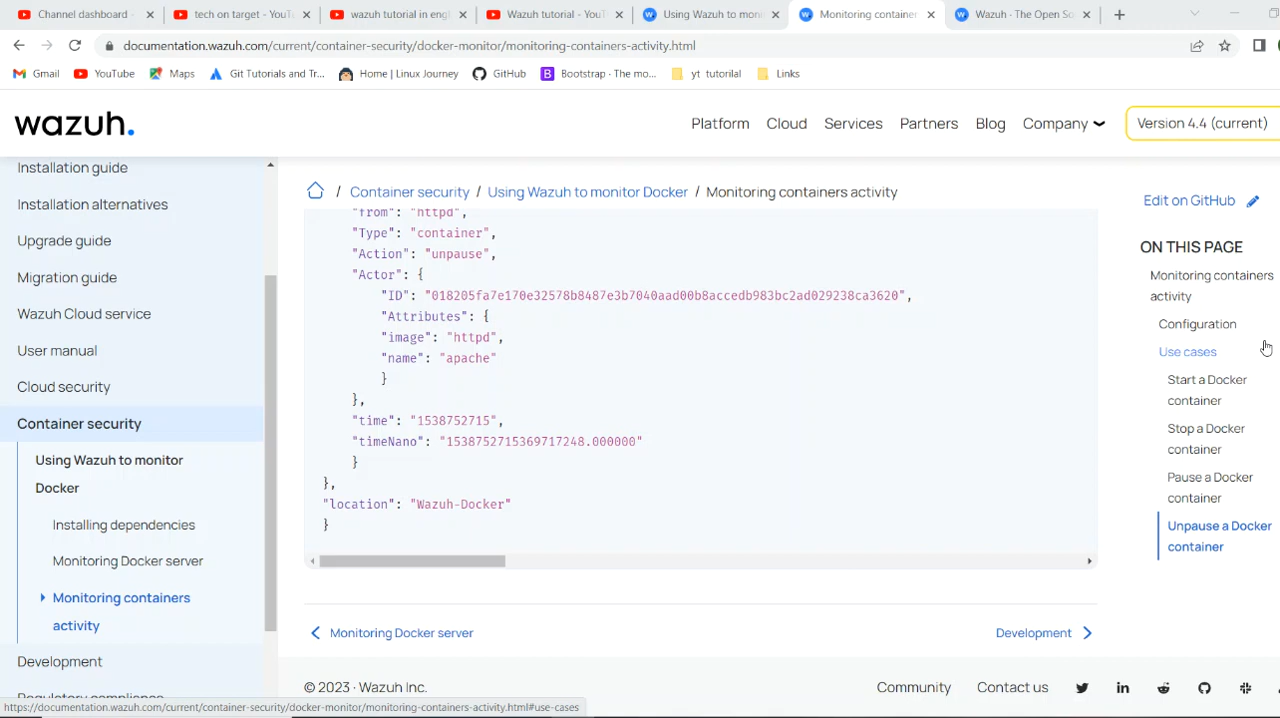 Channel dashboard -
tech on target - YouT
wazuh tutorial in engl
Wazuh tutorial - YouT
Using Wazuh to moni
Monitoring container
Wazuh - The Open So
documentation.wazuh.com/current/container-security/docker-monitor/monitoring-containers-activity.html
Gmail
YouTube
Maps
Git Tutorials and Tr...
Home | Linux Journey
GitHub
Bootstrap · The mo...
yt tutorilal
Links
wazuh.
Platform
Cloud
Services
Partners
Blog
Company
Version 4.4 (current)
Installation guide
Installation alternatives
Upgrade guide
Migration guide
Wazuh Cloud service
User manual
Cloud security
Container security
Using Wazuh to monitor
Docker
Installing dependencies
Monitoring Docker server
Monitoring containers
activity
Development
Regulatory compliance
/ Container security / Using Wazuh to monitor Docker / Monitoring containers activity
"from": "httpd",
"Type": "container",
"Action": "unpause",
"Actor": {
"ID": "018205fa7e170e32578b8487e3b7040aad00b8accedb983bc2ad029238ca3620",
"Attributes": {
"image": "httpd",
"name": "apache"
}
},
"time": "1538752715",
"timeNano": "1538752715369717248.000000"
}
},
"location": "Wazuh-Docker"
}
Monitoring Docker server
Development
© 2023 · Wazuh Inc.
Community
Contact us
Edit on GitHub
ON THIS PAGE
Monitoring containers
activity
Configuration
Use cases
Start a Docker
container
Stop a Docker
container
Pause a Docker
container
Unpause a Docker
container
https://documentation.wazuh.com/current/container-security/docker-monitor/monitoring-containers-activity.html#use-cases